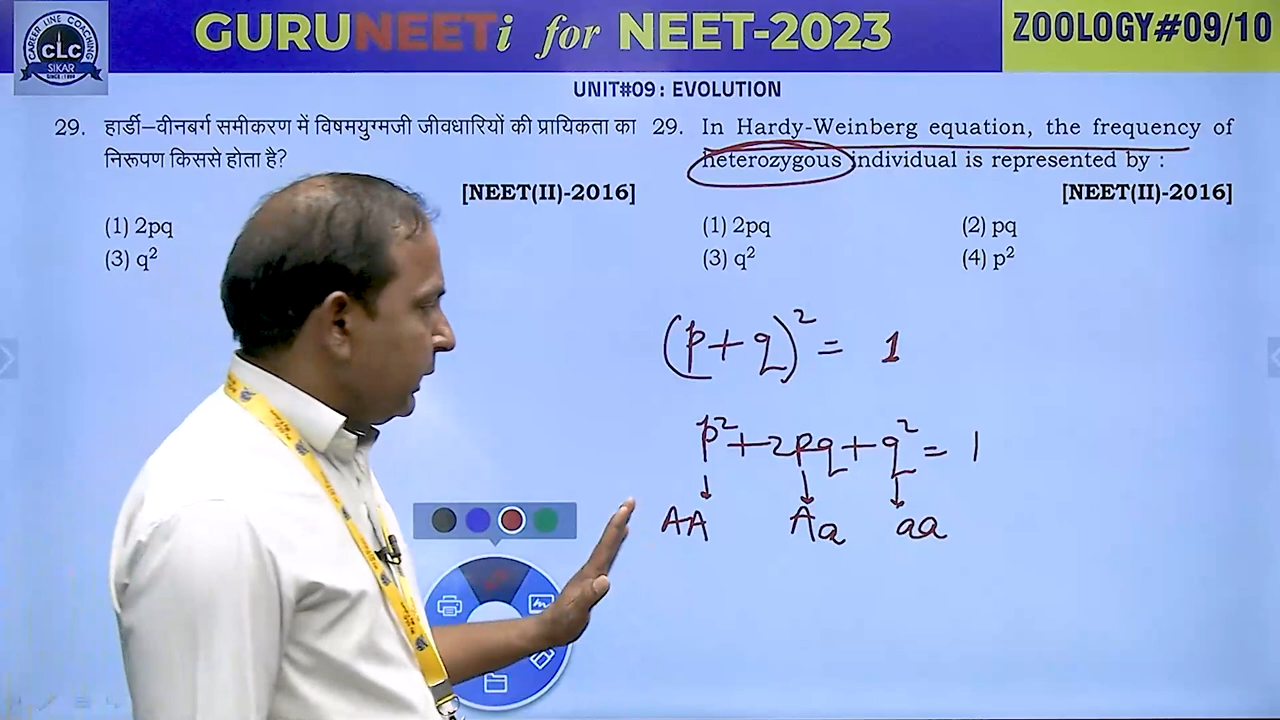 CAREER LINE COACHING
CLC
SIKAR
SINCE : 1996
GURUNEETi for NEET-2023
ZOOLOGY#09/10
UNIT#09 : EVOLUTION
29. हार्डी–वीनबर्ग समीकरण में विषमयुग्मजी जीवधारियों की प्रायिकता का
निरूपण किससे होता है?
[NEET(II)-2016]
(1) 2pq
(3) q²
29. In Hardy-Weinberg equation, the frequency of
heterozygous individual is represented by :
[NEET(II)-2016]
(1) 2pq (2) pq
(3) q² (4) p²
(p+q)² = 1
p²+2pq+q² = 1
AA Aa aa